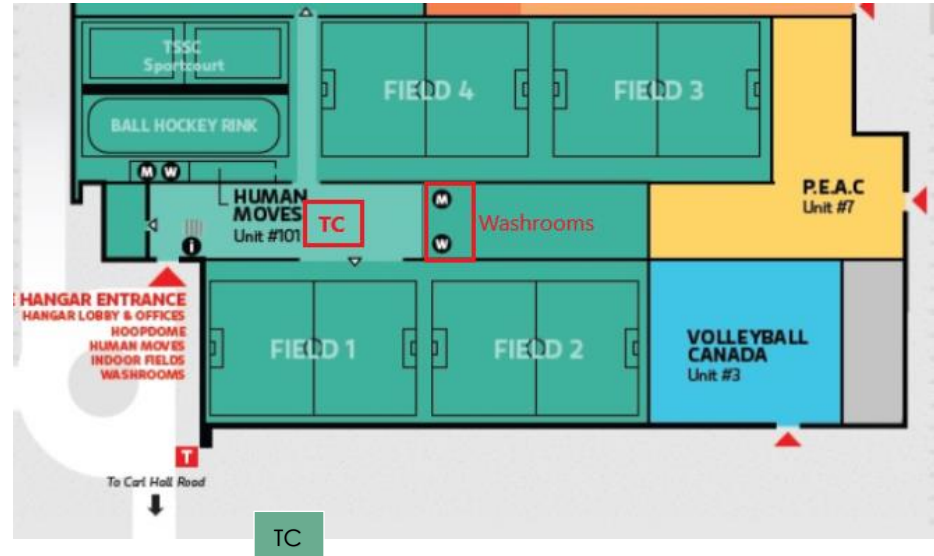 TSSC
Sportcourt
FIELD 4
FIELD 3
BALL HOCKEY RINK
M W
HUMAN
MOVES
Unit #101
TC
M
W
Washrooms
P.E.A.C
Unit #7
i
HANGAR ENTRANCE
HANGAR LOBBY & OFFICES
HOOPDOME
HUMAN MOVES
INDOOR FIELDS
WASHROOMS
FIELD 1
FIELD 2
VOLLEYBALL
CANADA
Unit #3
T
To Carl Hall Road
TC